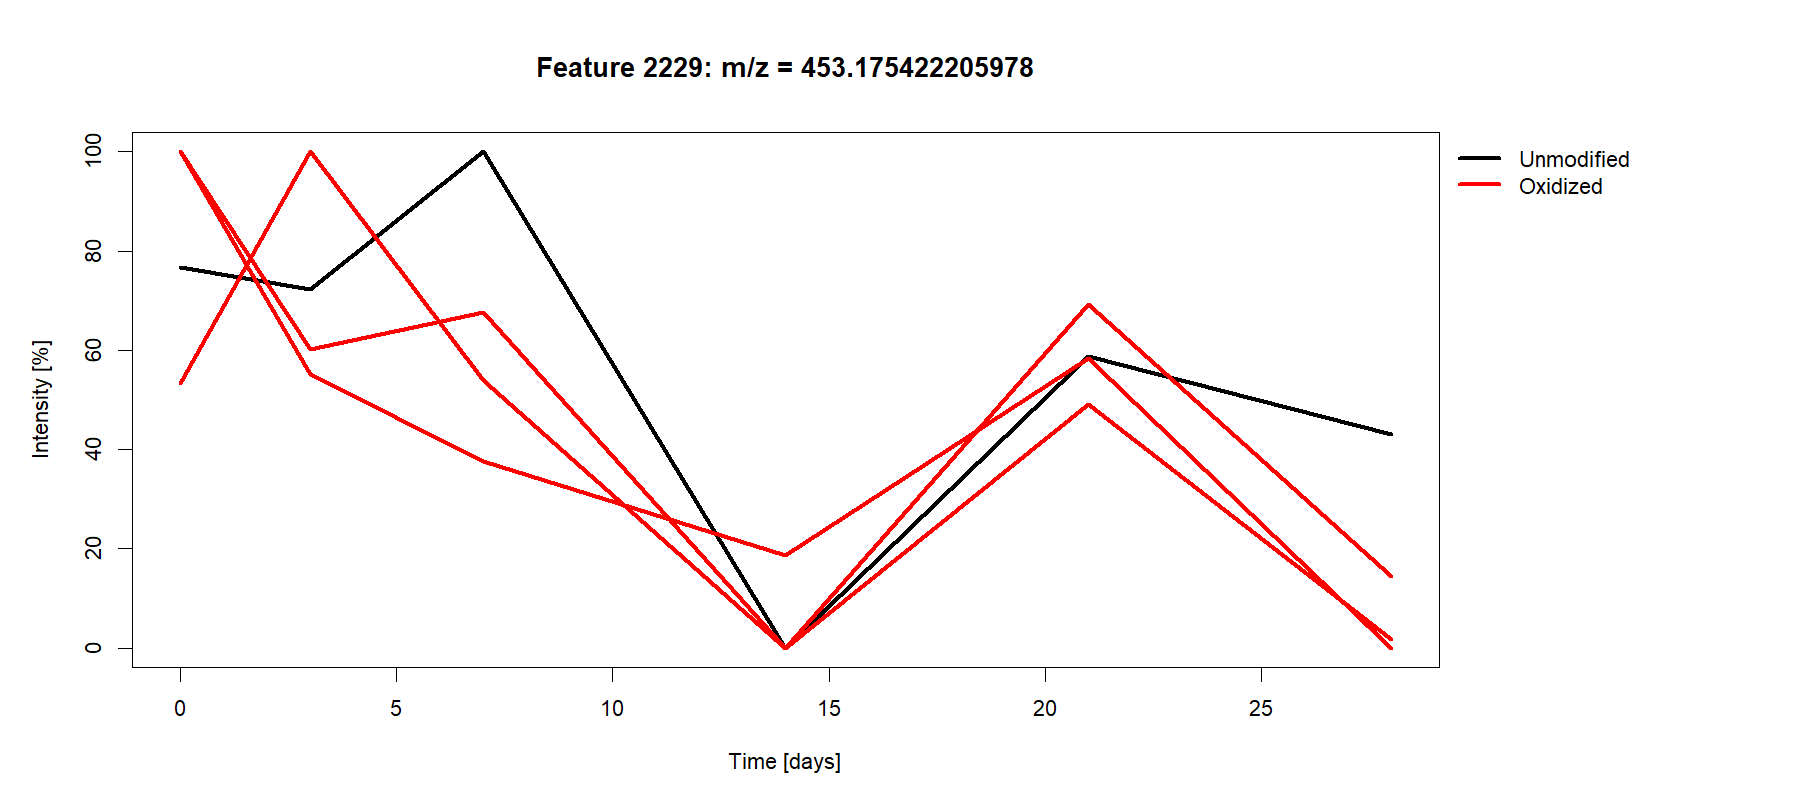 Feature 2229: m/z = 453.175422205978
Unmodified
Oxidized
Intensity [%]
100
80
60
40
20
0
0 5 10 15 20 25
Time [days]